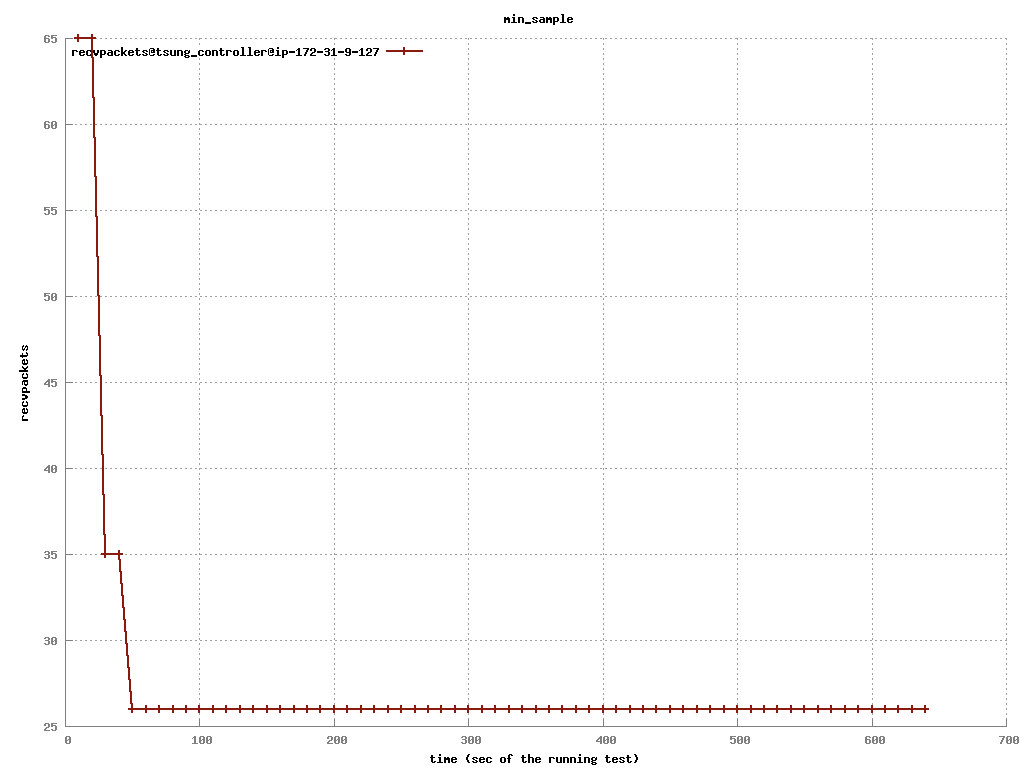 min_sample
65
recvpackets@tsung_controller@ip-172-31-9-127
60
55
50
45
recvpackets
40
35
30
25
0 100 200 300 400 500 600 700
time (sec of the running test)